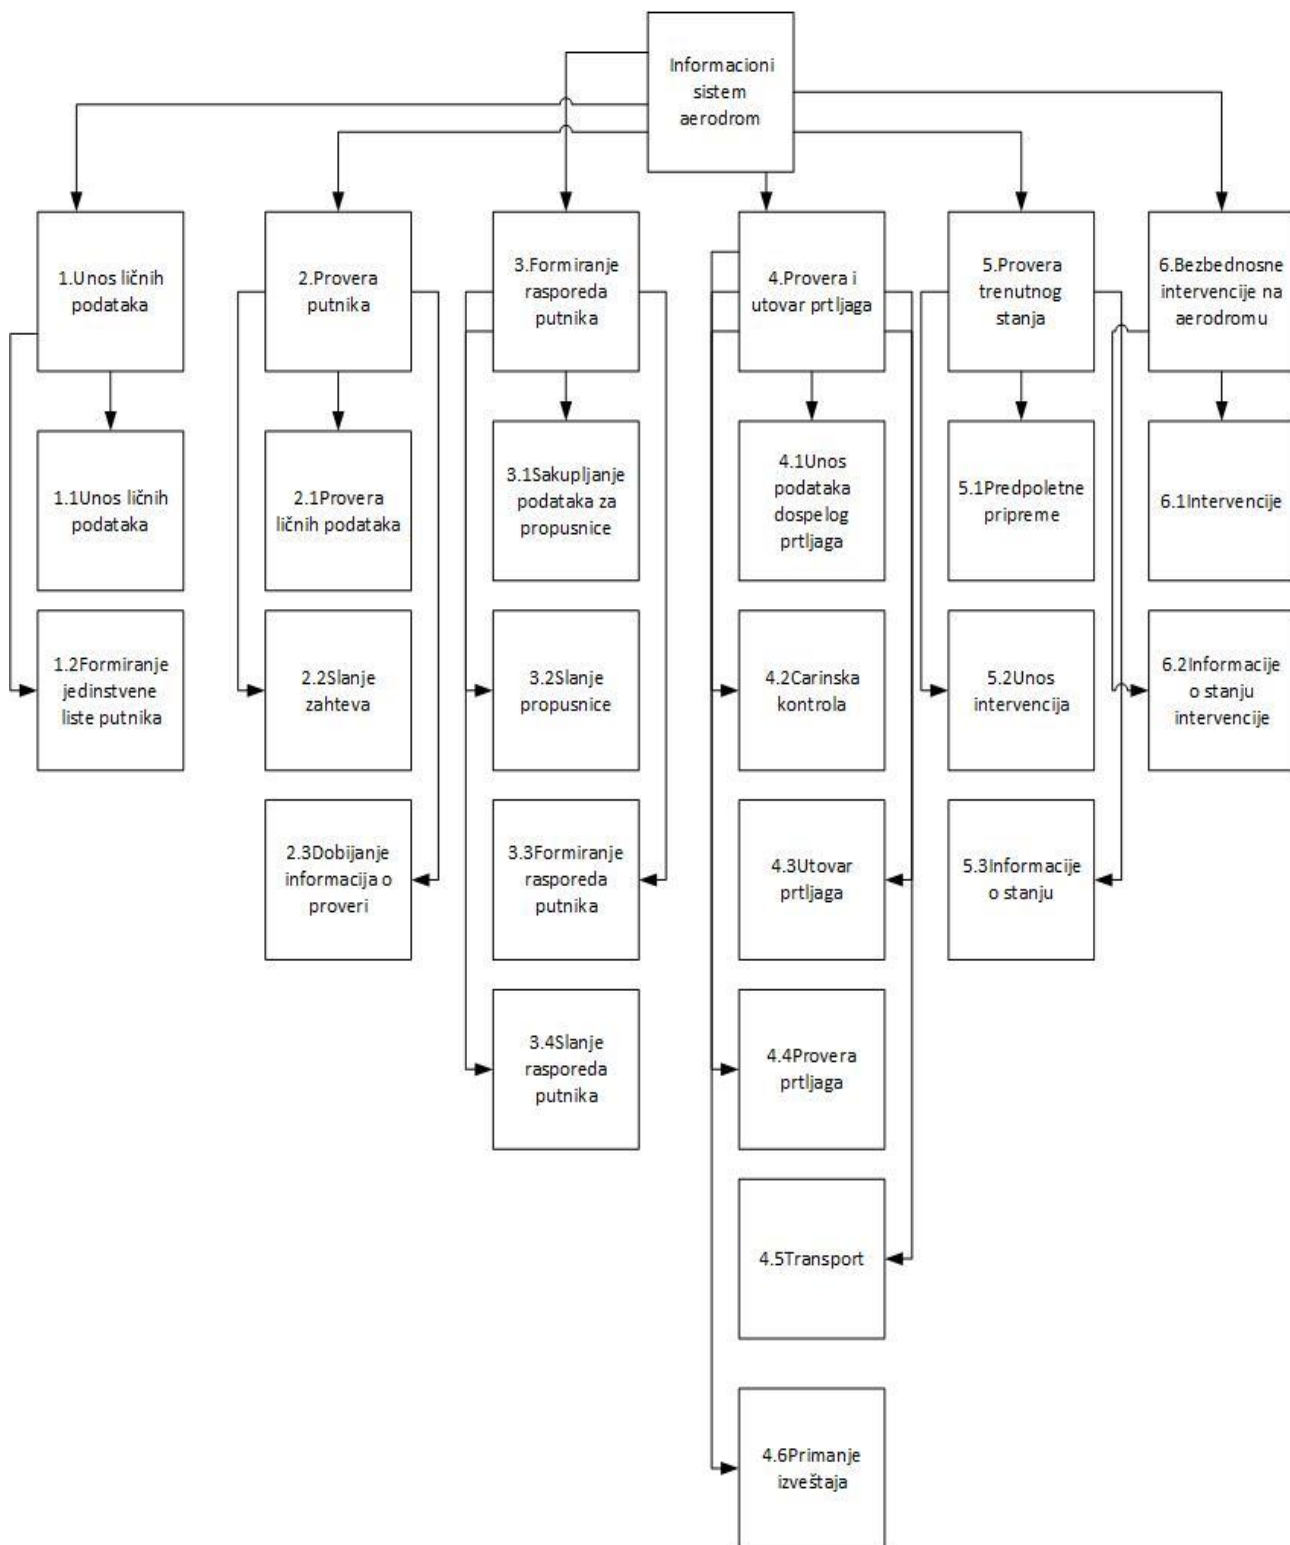 Informacioni
sistem
aerodrom
1.Unos ličnih
podataka
2.Provera
putnika
3.Formiranje
rasporeda
putnika
4.Provera i
utovar prtljaga
5.Provera
trenutnog
stanja
6.Bezbednosne
intervencije na
aerodromu
1.1Unos ličnih
podataka
2.1Provera
ličnih podataka
3.1Sakupljanje
podataka za
propusnice
4.1Unos
podataka
dospelog
prtljaga
5.1Predpoletne
pripreme
6.1Intervencije
1.2Formiranje
jedinstvene
liste putnika
2.2Slanje
zahteva
3.2Slanje
propusnice
4.2Carinska
kontrola
5.2Unos
intervencija
6.2Informacije
o stanju
intervencije
2.3Dobijanje
informacija o
proveri
3.3Formiranje
rasporeda
putnika
4.3Utovar
prtljaga
5.3Informacije
o stanju
3.4Slanje
rasporeda
putnika
4.4Provera
prtljaga
4.5Transport
4.6Primanje
izveštaja